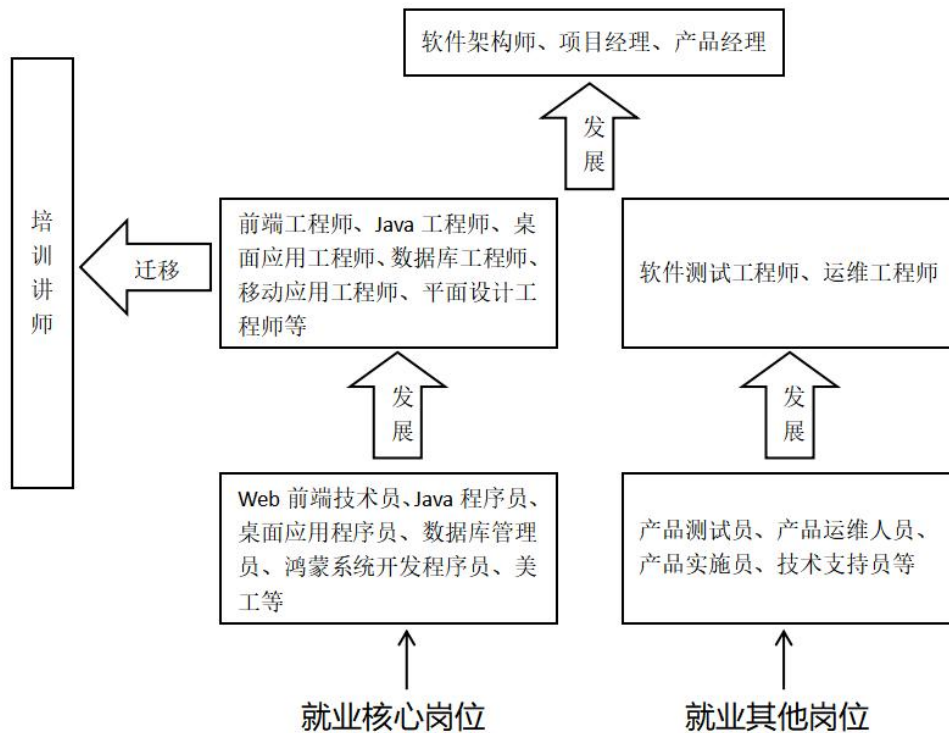 软件架构师、项目经理、产品经理
发
展
培
训
讲
师
迁移
前端工程师、Java 工程师、桌
面应用工程师、数据库工程师、
移动应用工程师、平面设计工
程师等
软件测试工程师、运维工程师
发
展
发
展
Web 前端技术员、Java 程序员、
桌面应用程序员、数据库管理
员、鸿蒙系统开发程序员、美
工等
产品测试员、产品运维人员、
产品实施员、技术支持员等
就业核心岗位
就业其他岗位